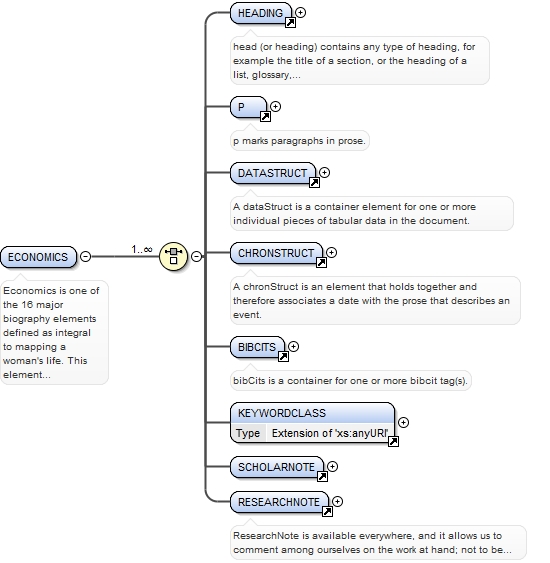 HEADING
head (or heading) contains any type of heading, for
example the title of a section, or the heading of a
list, glossary,...
P
p marks paragraphs in prose.
DATASTRUCT
A dataStruct is a container element for one or more
individual pieces of tabular data in the document.
CHRONSTRUCT
A chronStruct is an element that holds together and
therefore associates a date with the prose that describes an
event.
ECONOMICS
1..∞
Economics is one of
the 16 major
biography elements
defined as integral
to mapping a
woman's life. This
element...
BIBCITS
bibCits is a container for one or more bibcit tag(s).
KEYWORDCLASS
Type Extension of 'xs:anyURI'
SCHOLARNOTE
RESEARCHNOTE
ResearchNote is available everywhere, and it allows us to
comment among ourselves on the work at hand; not to be...